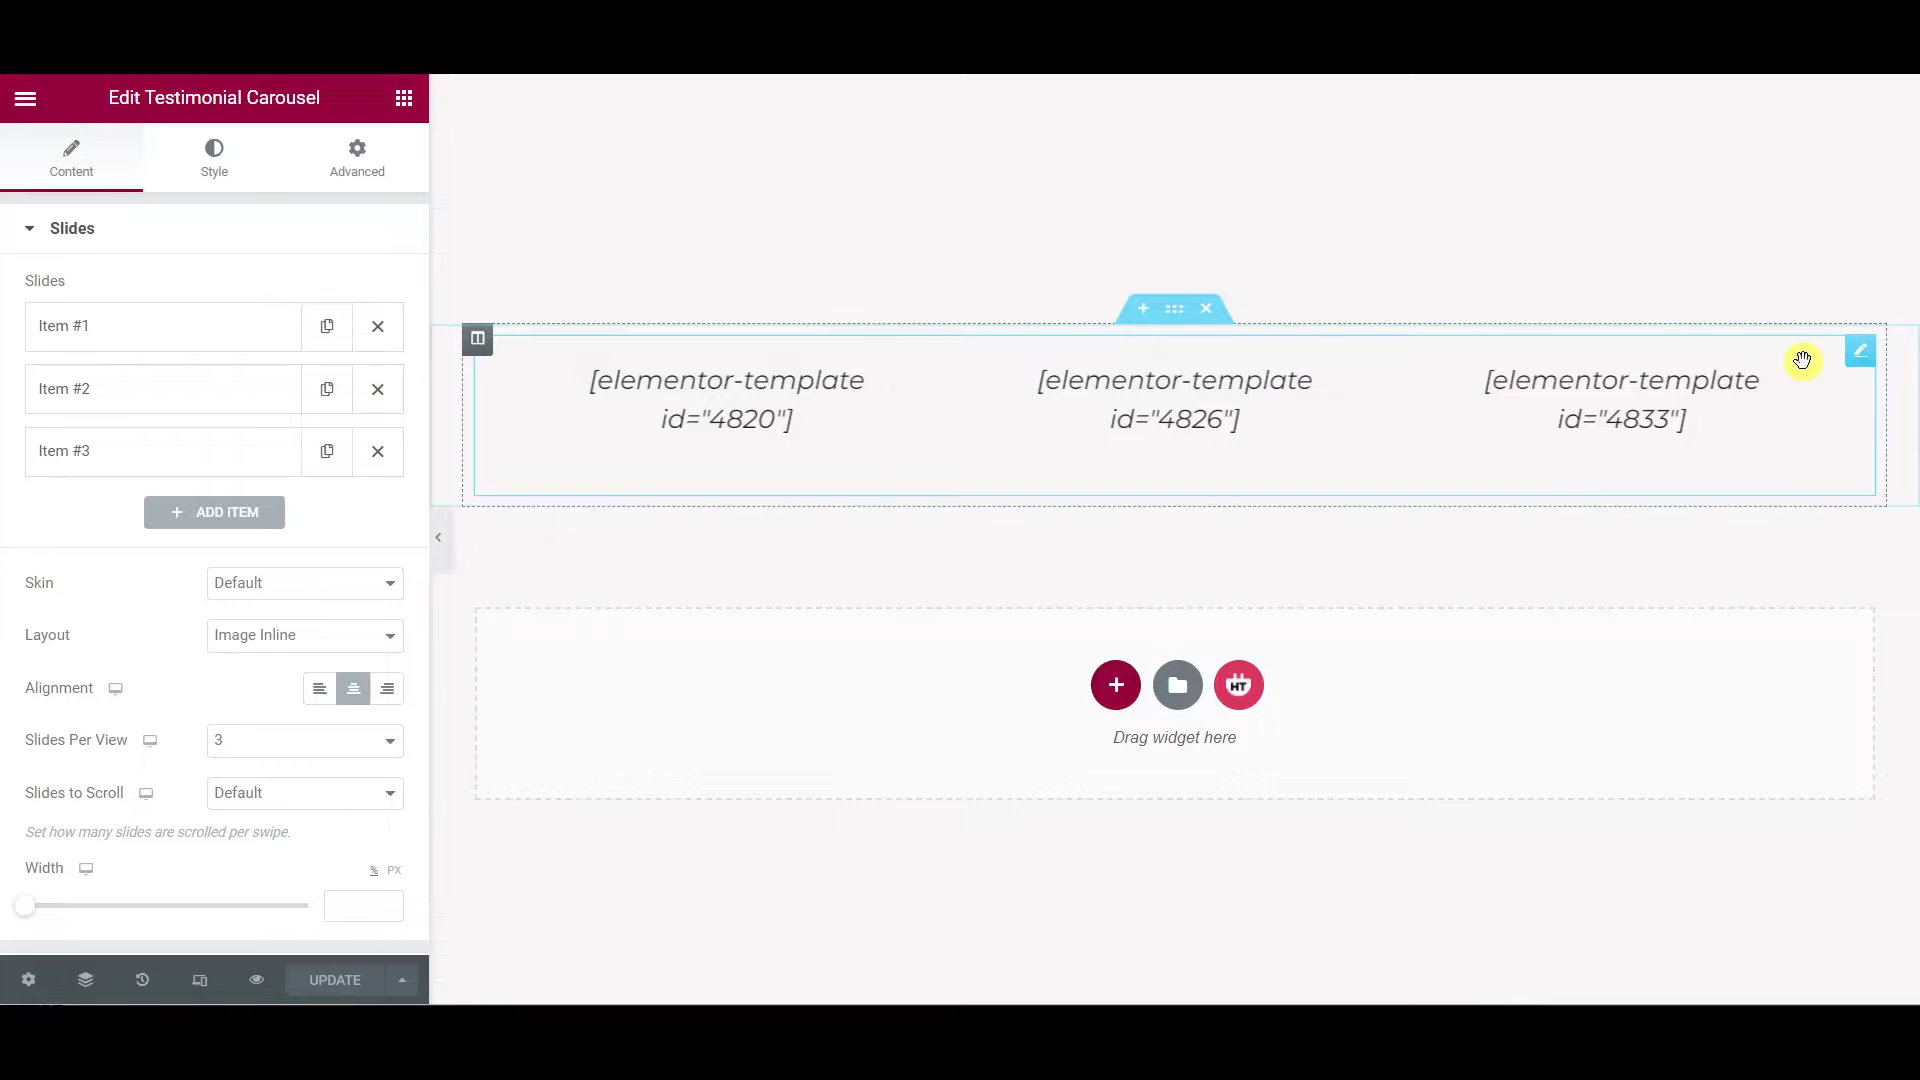 Edit Testimonial Carousel
Content
Style
Advanced
Slides
Slides
Item #1
Item #2
Item #3
+ ADD ITEM
Skin
Default
Layout
Image Inline
Alignment
Slides Per View
3
Slides to Scroll
Default
Set how many slides are scrolled per swipe.
Width
% PX
UPDATE
[elementor-template
id="4820"]
[elementor-template
id="4826"]
[elementor-template
id="4833"]
HT
Drag widget here